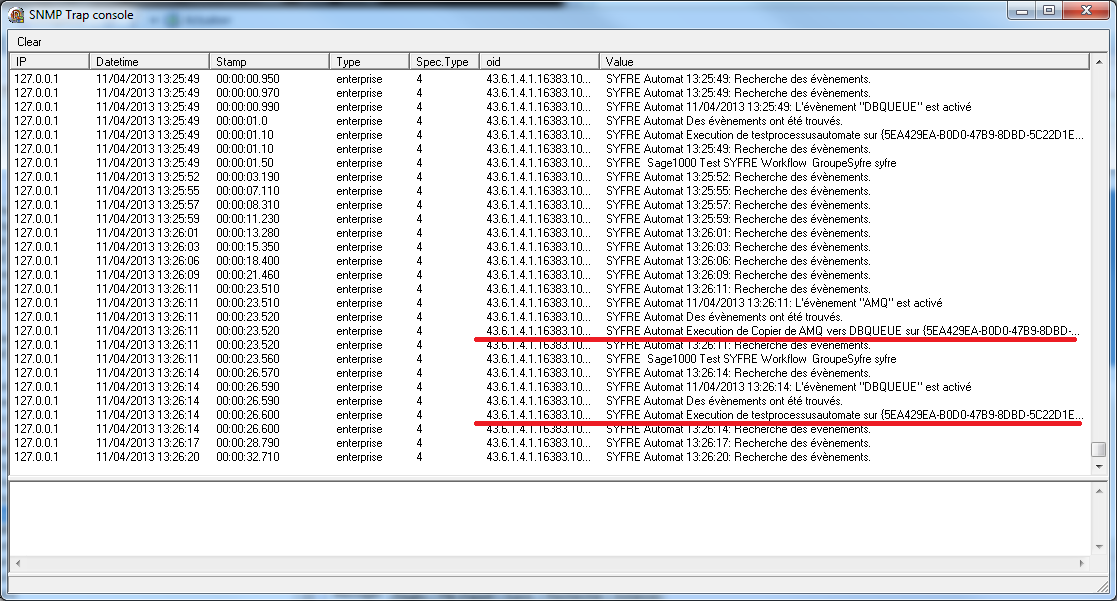 SNMP Trap console
Clear
IP Datetime Stamp Type Spec.Type oid Value
127.0.0.1 11/04/2013 13:25:49 00:00:00.950 enterprise 4 43.6.1.4.1.16383.10... SYFRE Automat 13:25:49: Recherche des évènements.
127.0.0.1 11/04/2013 13:25:49 00:00:00.970 enterprise 4 43.6.1.4.1.16383.10... SYFRE Automat 13:25:49: Recherche des évènements.
127.0.0.1 11/04/2013 13:25:49 00:00:00.990 enterprise 4 43.6.1.4.1.16383.10... SYFRE Automat 11/04/2013 13:25:49: L'évènement "DBQUEUE" est activé
127.0.0.1 11/04/2013 13:25:49 00:00:01.0 enterprise 4 43.6.1.4.1.16383.10... SYFRE Automat Des évènements ont été trouvés.
127.0.0.1 11/04/2013 13:25:49 00:00:01.10 enterprise 4 43.6.1.4.1.16383.10... SYFRE Automat Execution de testprocessusautomate sur {5EA429EA-B0D0-47B9-8DBD-5C22D1E...
127.0.0.1 11/04/2013 13:25:49 00:00:01.10 enterprise 4 43.6.1.4.1.16383.10... SYFRE Automat 13:25:49: Recherche des évènements.
127.0.0.1 11/04/2013 13:25:49 00:00:01.50 enterprise 4 43.6.1.4.1.16383.10... SYFRE Sage1000 Test SYFRE Workflow GroupeSyfre syfre
127.0.0.1 11/04/2013 13:25:52 00:00:03.190 enterprise 4 43.6.1.4.1.16383.10... SYFRE Automat 13:25:52: Recherche des évènements.
127.0.0.1 11/04/2013 13:25:55 00:00:07.110 enterprise 4 43.6.1.4.1.16383.10... SYFRE Automat 13:25:55: Recherche des évènements.
127.0.0.1 11/04/2013 13:25:57 00:00:08.310 enterprise 4 43.6.1.4.1.16383.10... SYFRE Automat 13:25:57: Recherche des évènements.
127.0.0.1 11/04/2013 13:25:59 00:00:11.230 enterprise 4 43.6.1.4.1.16383.10... SYFRE Automat 13:25:59: Recherche des évènements.
127.0.0.1 11/04/2013 13:26:01 00:00:13.280 enterprise 4 43.6.1.4.1.16383.10... SYFRE Automat 13:26:01: Recherche des évènements.
127.0.0.1 11/04/2013 13:26:03 00:00:15.350 enterprise 4 43.6.1.4.1.16383.10... SYFRE Automat 13:26:03: Recherche des évènements.
127.0.0.1 11/04/2013 13:26:06 00:00:18.400 enterprise 4 43.6.1.4.1.16383.10... SYFRE Automat 13:26:06: Recherche des évènements.
127.0.0.1 11/04/2013 13:26:09 00:00:21.460 enterprise 4 43.6.1.4.1.16383.10... SYFRE Automat 13:26:09: Recherche des évènements.
127.0.0.1 11/04/2013 13:26:11 00:00:23.510 enterprise 4 43.6.1.4.1.16383.10... SYFRE Automat 13:26:11: Recherche des évènements.
127.0.0.1 11/04/2013 13:26:11 00:00:23.510 enterprise 4 43.6.1.4.1.16383.10... SYFRE Automat 11/04/2013 13:26:11: L'évènement "AMQ" est activé
127.0.0.1 11/04/2013 13:26:11 00:00:23.520 enterprise 4 43.6.1.4.1.16383.10... SYFRE Automat Des évènements ont été trouvés.
127.0.0.1 11/04/2013 13:26:11 00:00:23.520 enterprise 4 43.6.1.4.1.16383.10... SYFRE Automat Execution de Copier de AMQ vers DBQUEUE sur {5EA429EA-B0D0-47B9-8DBD-...
127.0.0.1 11/04/2013 13:26:11 00:00:23.520 enterprise 4 43.6.1.4.1.16383.10... SYFRE Automat 13:26:11: Recherche des évènements.
127.0.0.1 11/04/2013 13:26:11 00:00:23.560 enterprise 4 43.6.1.4.1.16383.10... SYFRE Sage1000 Test SYFRE Workflow GroupeSyfre syfre
127.0.0.1 11/04/2013 13:26:14 00:00:26.570 enterprise 4 43.6.1.4.1.16383.10... SYFRE Automat 13:26:14: Recherche des évènements.
127.0.0.1 11/04/2013 13:26:14 00:00:26.590 enterprise 4 43.6.1.4.1.16383.10... SYFRE Automat 11/04/2013 13:26:14: L'évènement "DBQUEUE" est activé
127.0.0.1 11/04/2013 13:26:14 00:00:26.590 enterprise 4 43.6.1.4.1.16383.10... SYFRE Automat Des évènements ont été trouvés.
127.0.0.1 11/04/2013 13:26:14 00:00:26.600 enterprise 4 43.6.1.4.1.16383.10... SYFRE Automat Execution de testprocessusautomate sur {5EA429EA-B0D0-47B9-8DBD-5C22D1E...
127.0.0.1 11/04/2013 13:26:14 00:00:26.600 enterprise 4 43.6.1.4.1.16383.10... SYFRE Automat 13:26:14: Recherche des évènements.
127.0.0.1 11/04/2013 13:26:17 00:00:28.790 enterprise 4 43.6.1.4.1.16383.10... SYFRE Automat 13:26:17: Recherche des évènements.
127.0.0.1 11/04/2013 13:26:20 00:00:32.710 enterprise 4 43.6.1.4.1.16383.10... SYFRE Automat 13:26:20: Recherche des évènements.